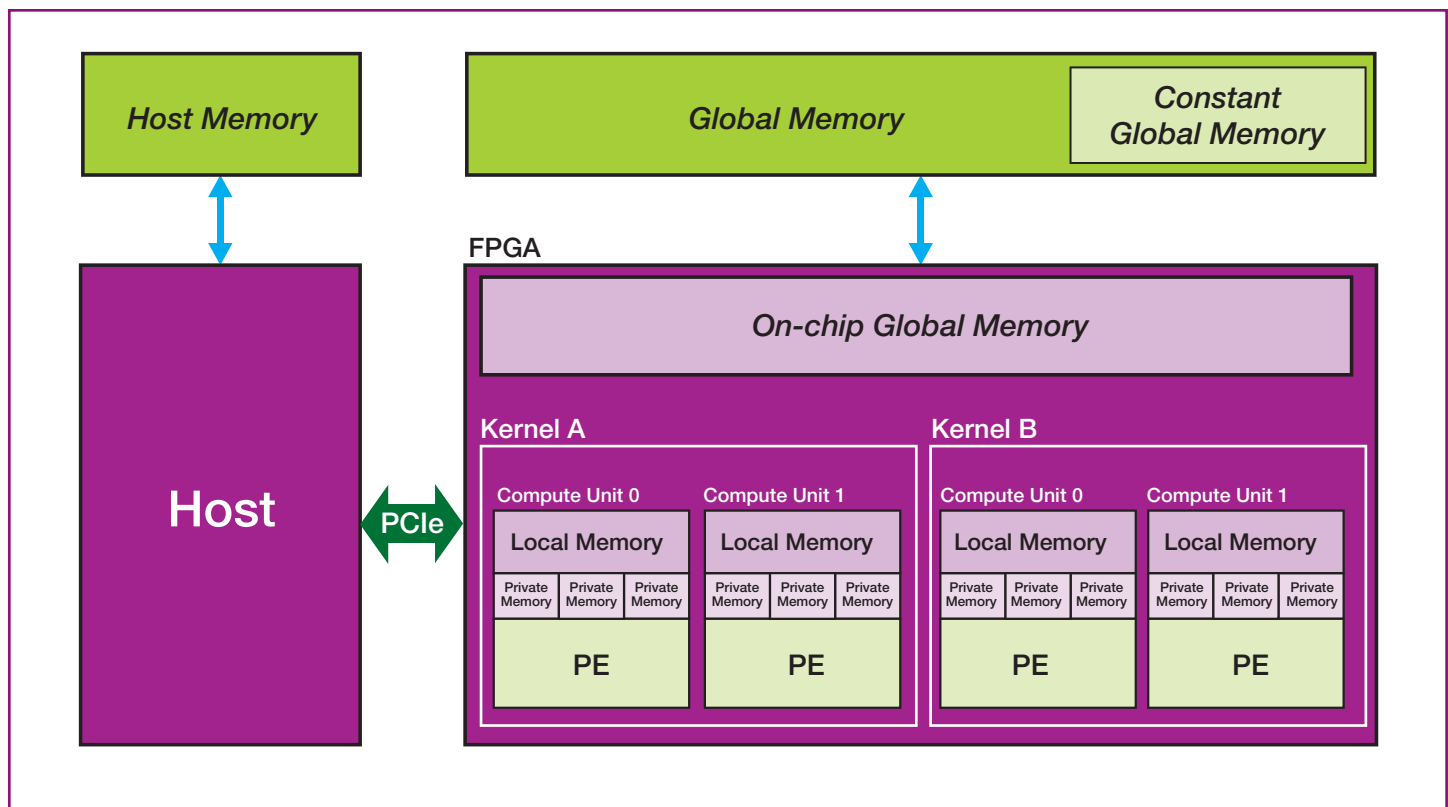 Host Memory
Global Memory
Constant
Global Memory
FPGA
On-chip Global Memory
Host
PCIe
Kernel A
Compute Unit 0
Local Memory
Private
Memory
Private
Memory
Private
Memory
PE
Compute Unit 1
Local Memory
Private
Memory
Private
Memory
Private
Memory
PE
Kernel B
Compute Unit 0
Local Memory
Private
Memory
Private
Memory
Private
Memory
PE
Compute Unit 1
Local Memory
Private
Memory
Private
Memory
Private
Memory
PE